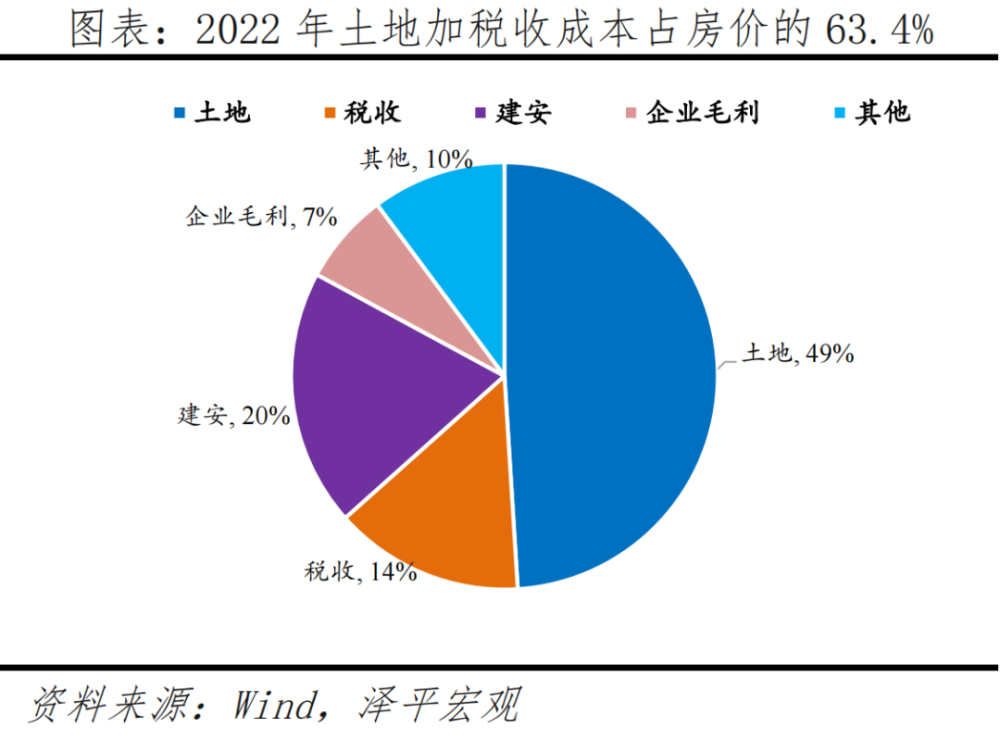 图表：2022 年土地加税收成本占房价的 63.4%
土地 税收 建安 企业毛利 其他
其他, 10%
企业毛利, 7%
土地, 49%
建安, 20%
税收, 14%
资料来源：Wind，泽平宏观